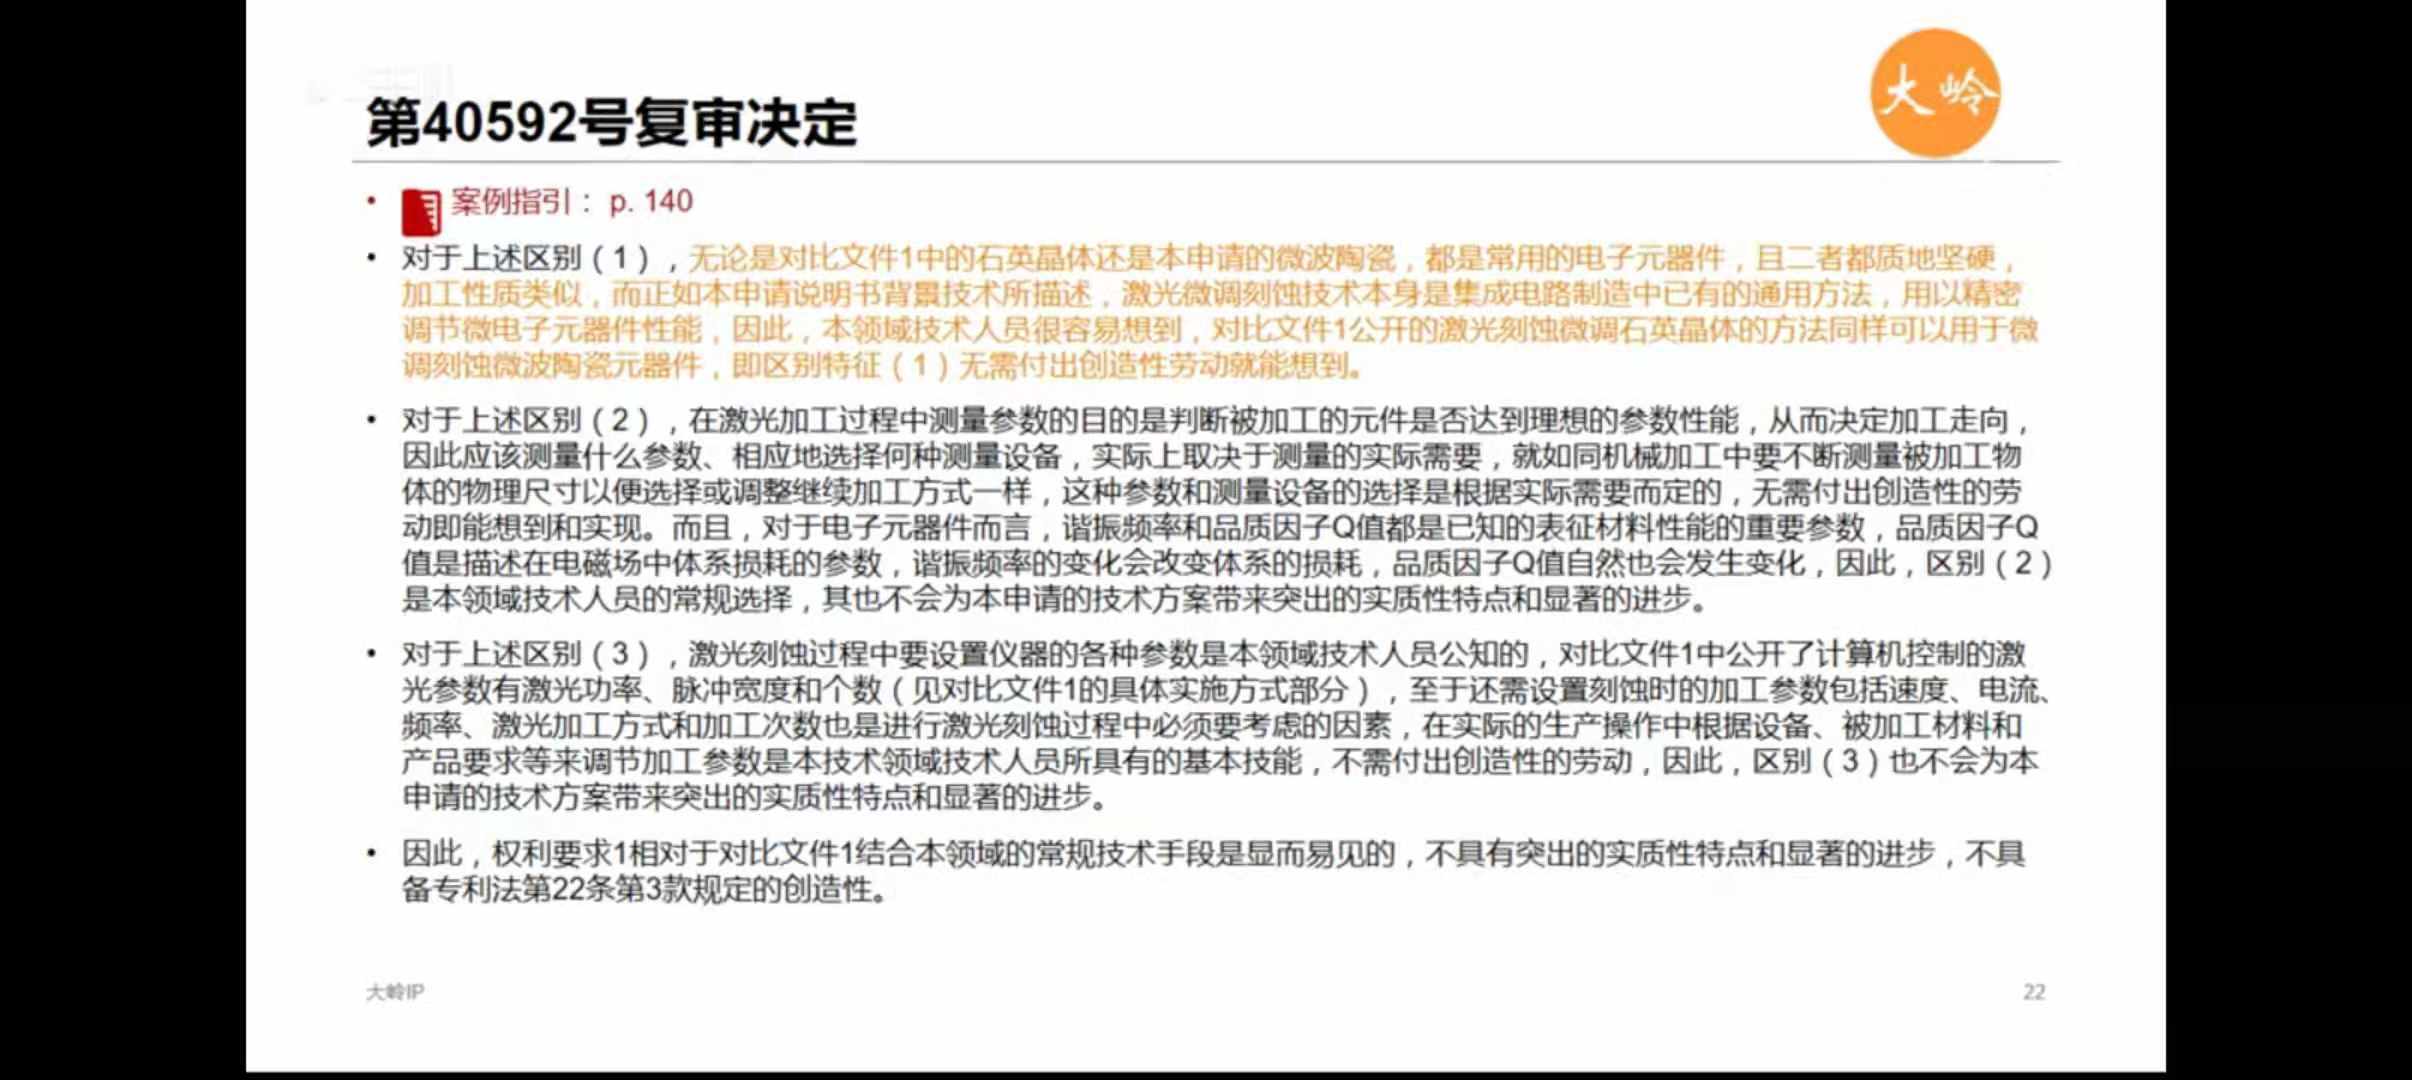 大岭
第40592号复审决定
• 案例指引： p. 140
• 对于上述区别（1），无论是对比文件1中的石英晶体还是本申请的微波陶瓷，都是常用的电子元器件，且二者都质地坚硬，
加工性质类似，而正如本申请说明书背景技术所描述，激光微调刻蚀技术本身是集成电路制造中已有的通用方法，用以精密
调节微电子元器件性能，因此，本领域技术人员很容易想到，对比文件1公开的激光刻蚀微调石英晶体的方法同样可以用于微
调刻蚀微波陶瓷元器件，即区别特征（1）无需付出创造性劳动就能想到。
• 对于上述区别（2），在激光加工过程中测量参数的目的是判断被加工的元件是否达到理想的参数性能，从而决定加工走向，
因此应该测量什么参数、相应地选择何种测量设备，实际上取决于测量的实际需要，就如同机械加工中要不断测量被加工物
体的物理尺寸以便选择或调整继续加工方式一样，这种参数和测量设备的选择是根据实际需要而定的，无需付出创造性的劳
动即能想到和实现。而且，对于电子元器件而言，谐振频率和品质因子Q值都是已知的表征材料性能的重要参数，品质因子Q
值是描述在电磁场中体系损耗的参数，谐振频率的变化会改变体系的损耗，品质因子Q值自然也会发生变化，因此，区别（2）
是本领域技术人员的常规选择，其也不会为本申请的技术方案带来突出的实质性特点和显著的进步。
• 对于上述区别（3），激光刻蚀过程中要设置仪器的各种参数是本领域技术人员公知的，对比文件1中公开了计算机控制的激
光参数有激光功率、脉冲宽度和个数（见对比文件1的具体实施方式部分），至于还需设置刻蚀时的加工参数包括速度、电流、
频率、激光加工方式和加工次数也是进行激光刻蚀过程中必须要考虑的因素，在实际的生产操作中根据设备、被加工材料和
产品要求等来调节加工参数是本技术领域技术人员所具有的基本技能，不需付出创造性的劳动，因此，区别（3）也不会为本
申请的技术方案带来突出的实质性特点和显著的进步。
• 因此，权利要求1相对于对比文件1结合本领域的常规技术手段是显而易见的，不具有突出的实质性特点和显著的进步，不具
备专利法第22条第3款规定的创造性。
大岭IP
22